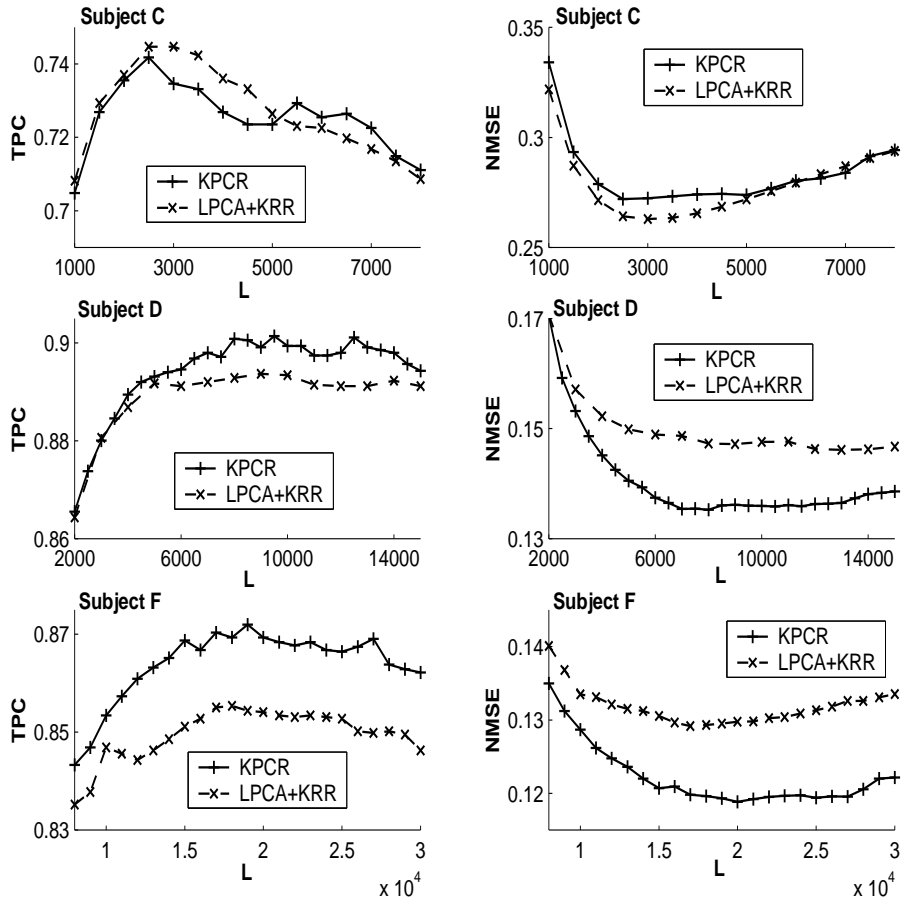 Subject C
TPC
0.74
0.72
0.7
KPCR
LPCA+KRR
1000
3000
5000
7000
L
Subject C
NMSE
0.3
0.25
KPCR
LPCA+KRR
1000
3000
5000
7000
L
Subject D
TPC
0.9
0.88
0.86
KPCR
LPCA+KRR
2000
6000
10000
14000
L
Subject D
NMSE
0.17
0.15
0.13
KPCR
LPCA+KRR
2000
6000
10000
14000
L
Subject F
TPC
0.87
0.85
0.83
KPCR
LPCA+KRR
1
1.5
2
2.5
3
L
x 10^4
Subject F
NMSE
0.14
0.13
0.12
KPCR
LPCA+KRR
1
1.5
2
2.5
3
L
x 10^4